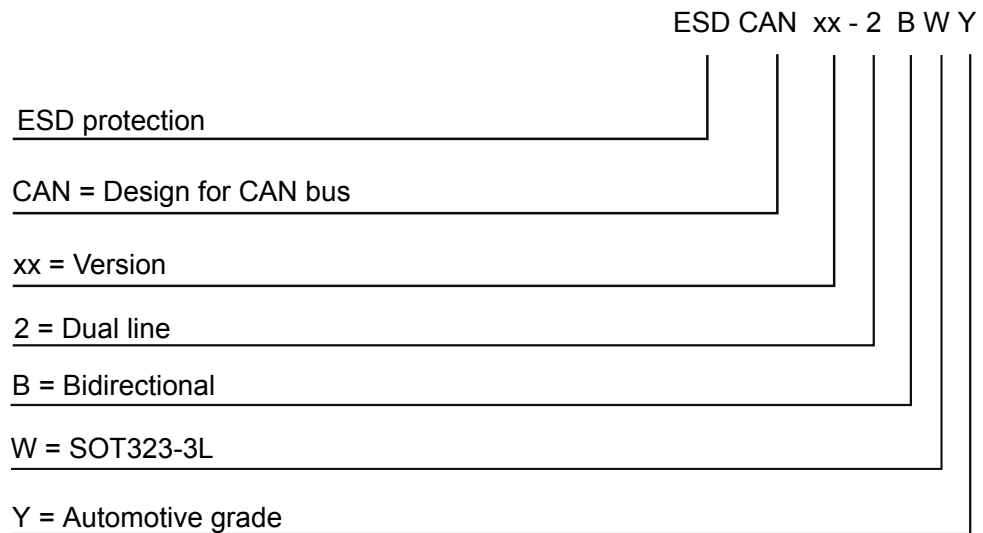 ESD CAN xx - 2 B W Y
ESD protection
CAN = Design for CAN bus
xx = Version
2 = Dual line
B = Bidirectional
W = SOT323-3L
Y = Automotive grade